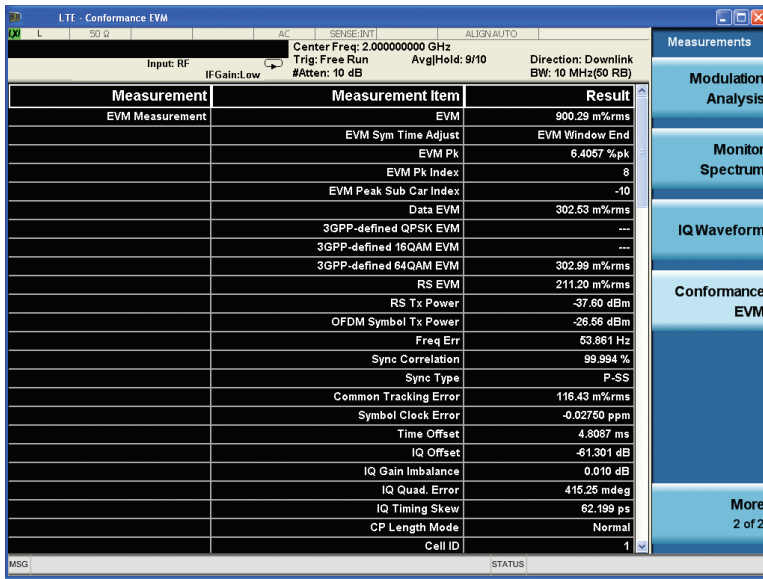 LTE - Conformance EVM
LXI L 50 Ω AC SENSE:INT ALIGN AUTO
Center Freq: 2.000000000 GHz
Input: RF Trig: Free Run Avg|Hold: 9/10 Direction: Downlink
IFGain:Low #Atten: 10 dB BW: 10 MHz(50 RB)
Measurement Measurement Item Result
EVM Measurement EVM 900.29 m%rms
EVM Sym Time Adjust EVM Window End
EVM Pk 6.4057 %pk
EVM Pk Index 8
EVM Peak Sub Car Index -10
Data EVM 302.53 m%rms
3GPP-defined QPSK EVM ---
3GPP-defined 16QAM EVM ---
3GPP-defined 64QAM EVM 302.99 m%rms
RS EVM 211.20 m%rms
RS Tx Power -37.60 dBm
OFDM Symbol Tx Power -26.56 dBm
Freq Err 53.861 Hz
Sync Correlation 99.994 %
Sync Type P-SS
Common Tracking Error 116.43 m%rms
Symbol Clock Error -0.02750 ppm
Time Offset 4.8087 ms
IQ Offset -61.301 dB
IQ Gain Imbalance 0.010 dB
IQ Quad. Error 415.25 mdeg
IQ Timing Skew 62.199 ps
CP Length Mode Normal
Cell ID 1
MSG STATUS
Measurements
Modulation
Analysis
Monitor
Spectrum
IQ Waveform
Conformance
EVM
More
2 of 2